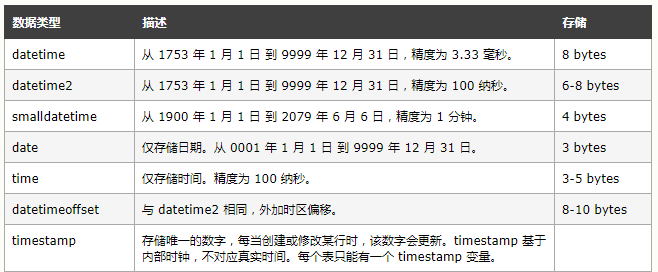 数据类型 描述 存储
datetime 从 1753 年 1 月 1 日 到 9999 年 12 月 31 日，精度为 3.33 毫秒。 8 bytes
datetime2 从 1753 年 1 月 1 日 到 9999 年 12 月 31 日，精度为 100 纳秒。 6-8 bytes
smalldatetime 从 1900 年 1 月 1 日 到 2079 年 6 月 6 日，精度为 1 分钟。 4 bytes
date 仅存储日期。从 0001 年 1 月 1 日 到 9999 年 12 月 31 日。 3 bytes
time 仅存储时间。精度为 100 纳秒。 3-5 bytes
datetimeoffset 与 datetime2 相同，外加时区偏移。 8-10 bytes
timestamp 存储唯一的数字，每当创建或修改某行时，该数字会更新。timestamp 基于
内部时钟，不对应真实时间。每个表只能有一个 timestamp 变量。